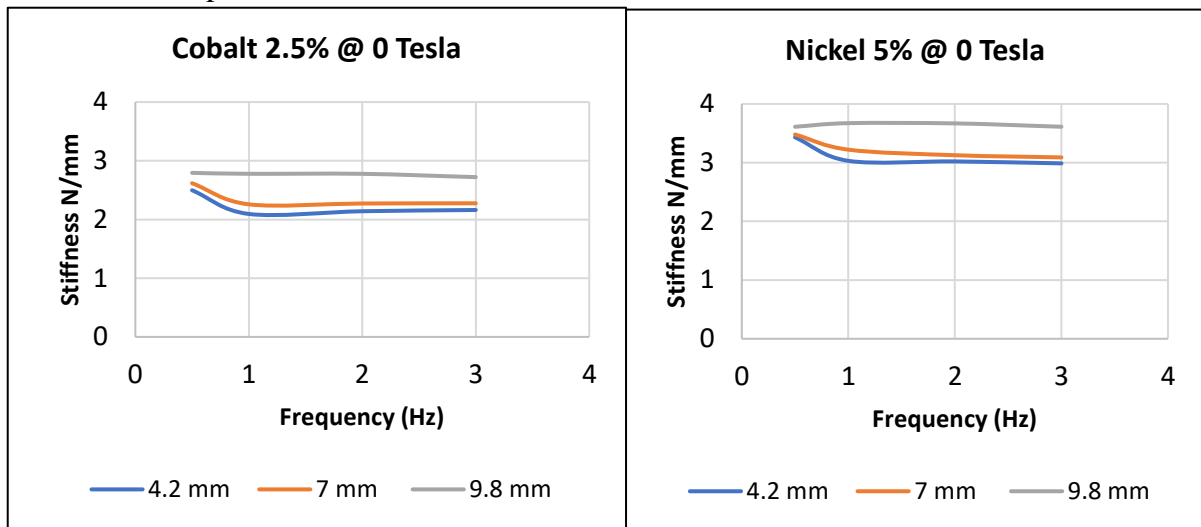 Cobalt 2.5% @ 0 Tesla
Stiffness N/mm
4
3
2
1
0
0 1 2 3 4
Frequency (Hz)
4.2 mm 7 mm 9.8 mm
Nickel 5% @ 0 Tesla
Stiffness N/mm
4
3
2
1
0
0 1 2 3 4
Frequency (Hz)
4.2 mm 7 mm 9.8 mm